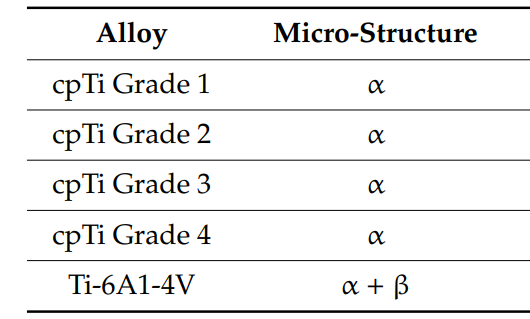 Alloy Micro-Structure
cpTi Grade 1 α
cpTi Grade 2 α
cpTi Grade 3 α
cpTi Grade 4 α
Ti-6A1-4V α + β